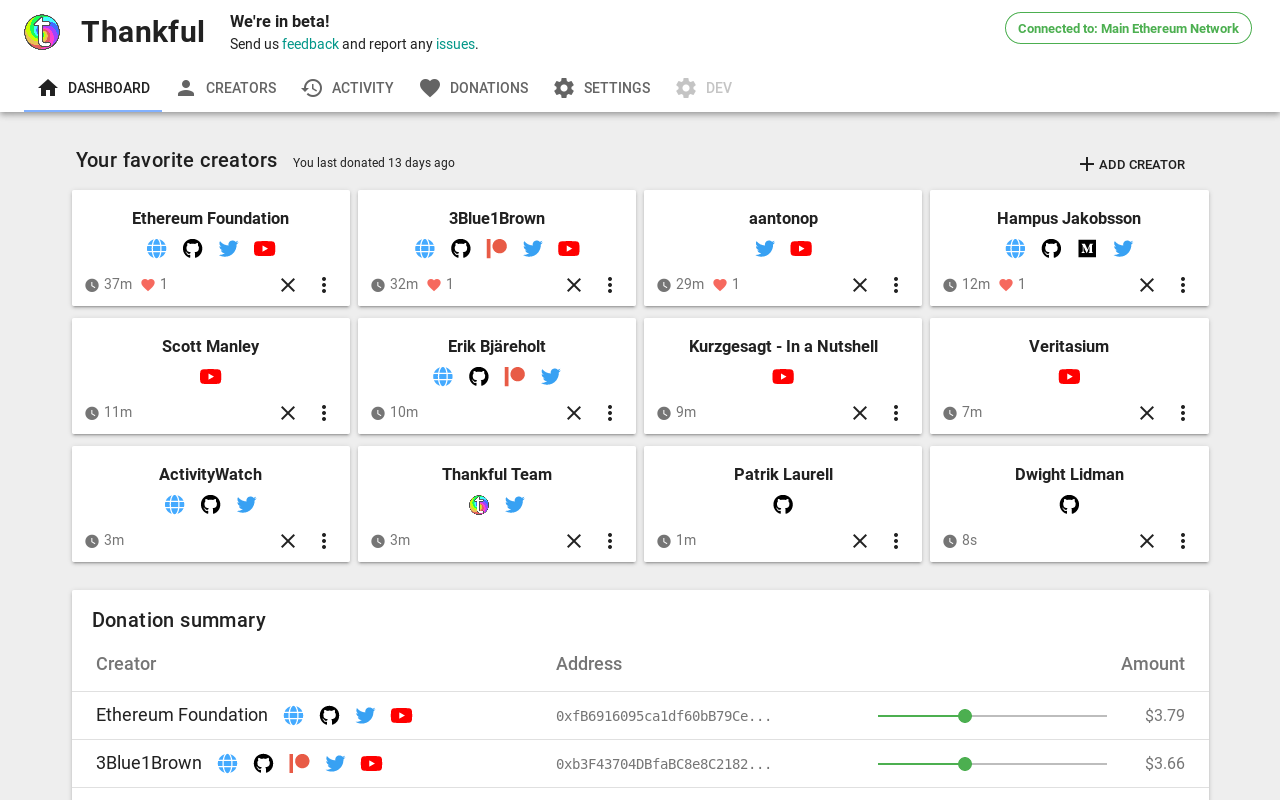 Thankful
We're in beta!
Send us feedback and report any issues.
Connected to: Main Ethereum Network
DASHBOARD
CREATORS
ACTIVITY
DONATIONS
SETTINGS
DEV
Your favorite creators
You last donated 13 days ago
ADD CREATOR
Ethereum Foundation
37m 1
3Blue1Brown
32m 1
aantonop
29m 1
Hampus Jakobsson
12m 1
Scott Manley
11m
Erik Bjäreholt
10m
Kurzgesagt - In a Nutshell
9m
Veritasium
7m
ActivityWatch
3m
Thankful Team
3m
Patrik Laurell
1m
Dwight Lidman
8s
Donation summary
Creator Address Amount
Ethereum Foundation 0xfB6916095ca1df60bB79Ce... $3.79
3Blue1Brown 0xb3F43704DBfaBC8e8C2182... $3.66